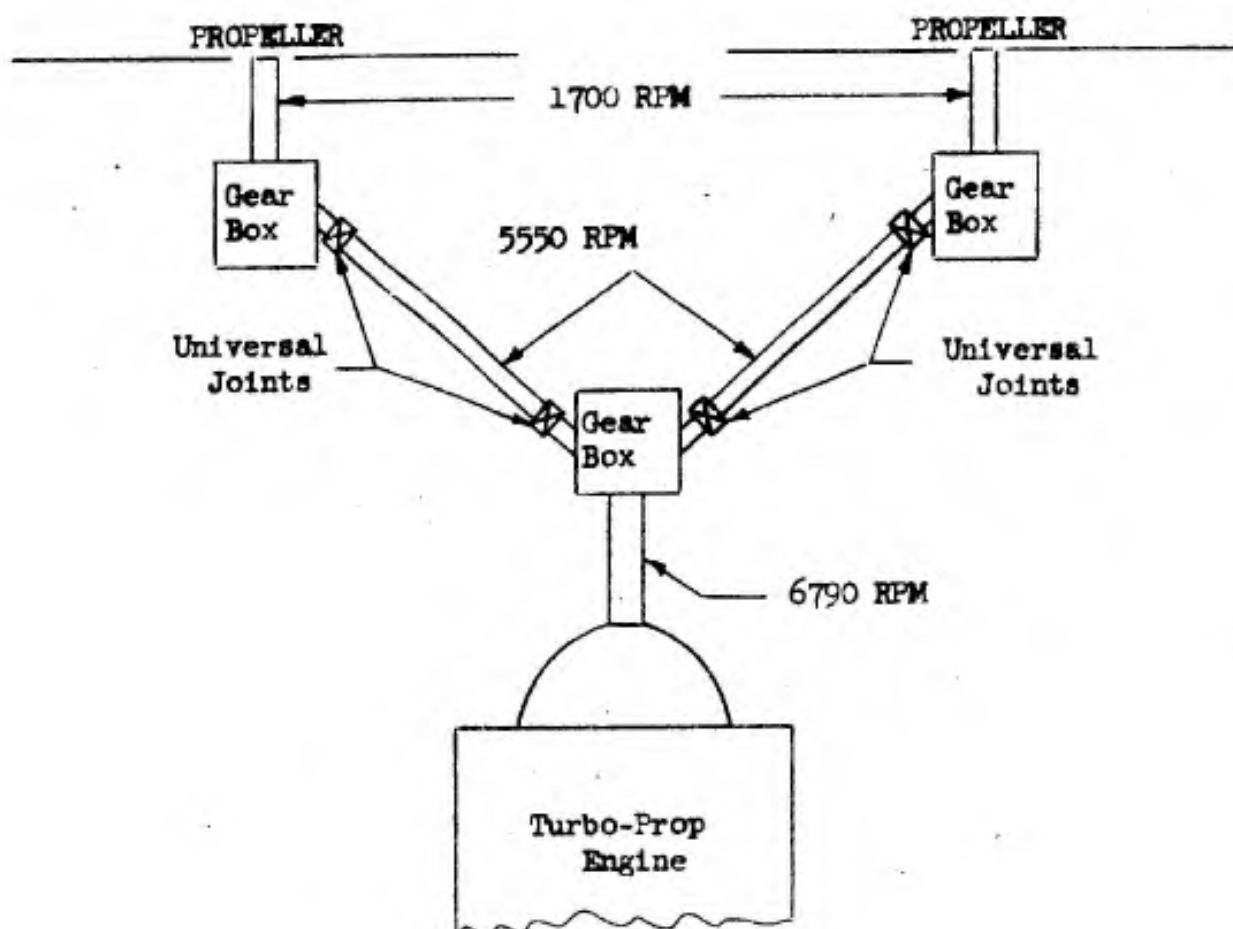 PROPELLER
PROPELLER
1700 RPM
Gear
Box
Gear
Box
5550 RPM
Universal
Joints
Universal
Joints
Gear
Box
6790 RPM
Turbo-Prop
Engine